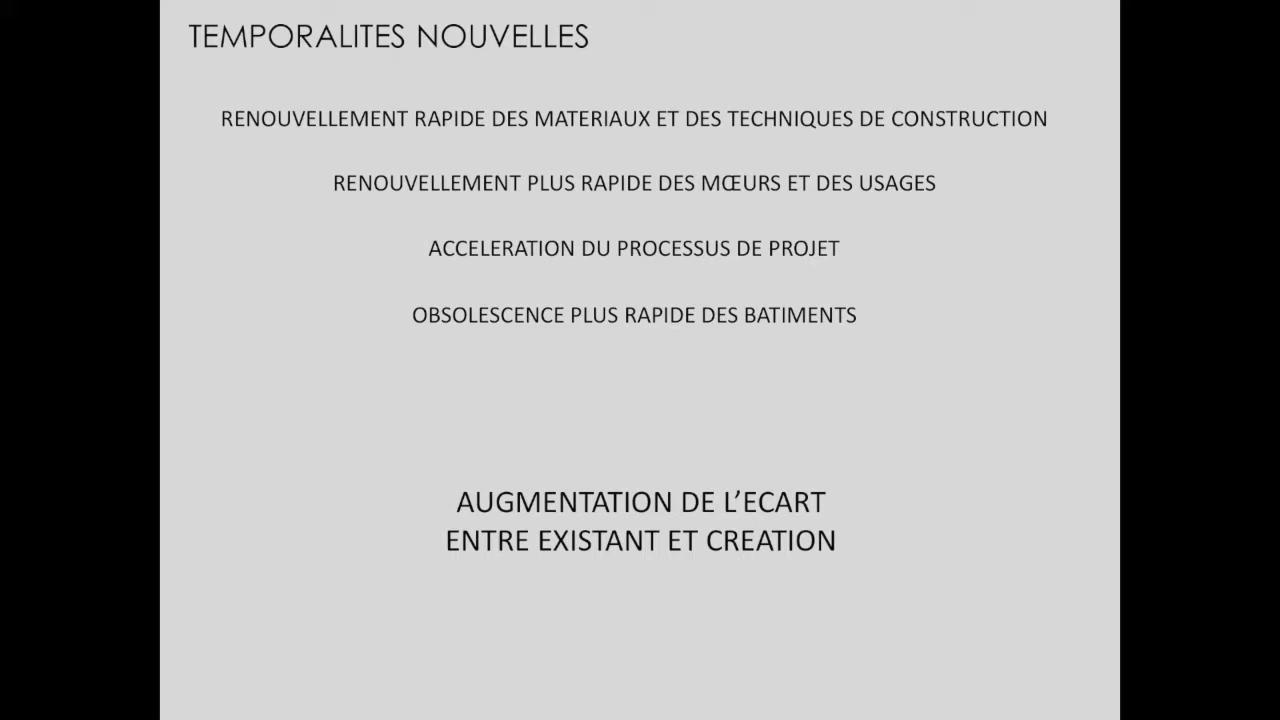 TEMPORALITES NOUVELLES
RENOUVELLEMENT RAPIDE DES MATERIAUX ET DES TECHNIQUES DE CONSTRUCTION
RENOUVELLEMENT PLUS RAPIDE DES MŒURS ET DES USAGES
ACCELERATION DU PROCESSUS DE PROJET
OBSOLESCENCE PLUS RAPIDE DES BATIMENTS
AUGMENTATION DE L’ECART
ENTRE EXISTANT ET CREATION